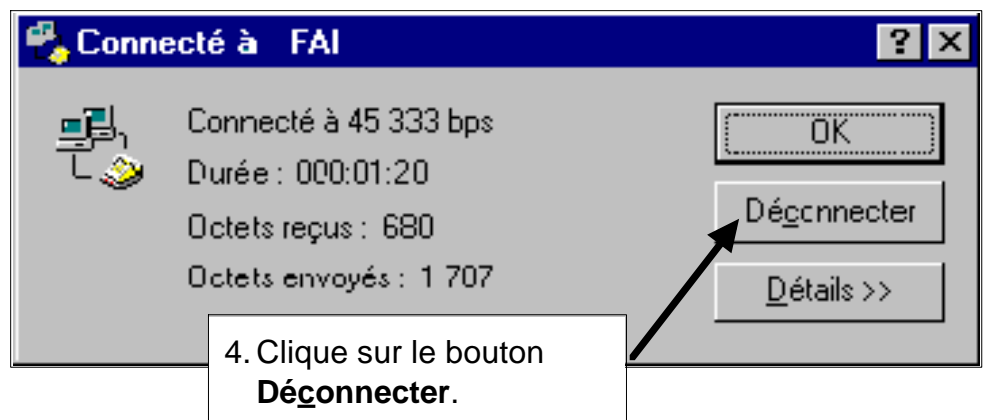 Connecté à FAI
Connecté à 45 333 bps
OK
Durée : 000:01:20
Déconnecter
Octets reçus : 680
Octets envoyés : 1 707
Détails >>
4. Clique sur le bouton
Déconnecter.